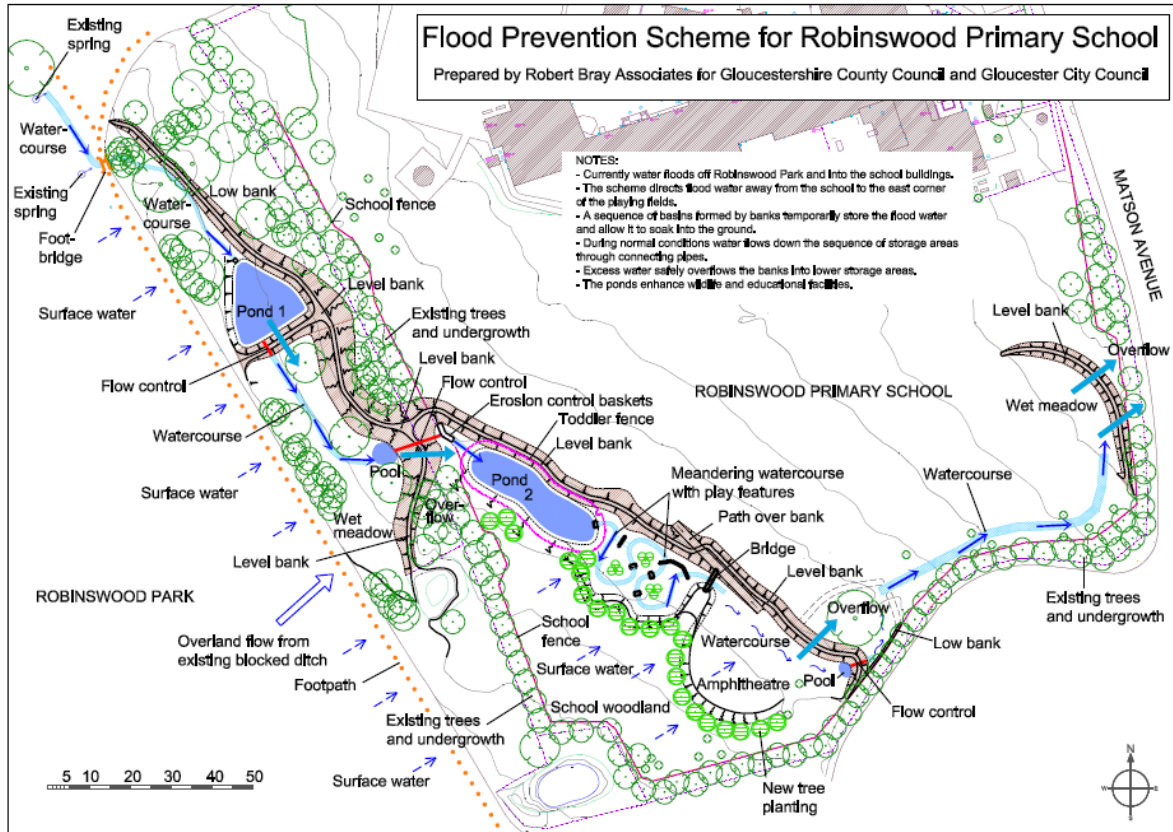 Flood Prevention Scheme for Robinswood Primary School
Prepared by Robert Bray Associates for Gloucestershire County Council and Gloucester City Council
NOTES:
- Currently water floods off Robinswood Park and into the school buildings.
- The scheme directs flood water away from the school to the east corner
of the playing fields.
- A sequence of basins formed by banks temporarily store the flood water
and allow it to soak into the ground.
- During normal conditions water flows down the sequence of storage areas
through connecting pipes.
- Excess water safely overflows the banks into lower storage areas.
- The ponds enhance wildlife and educational facilities.
Existing
spring
Water-
course
Existing
spring
Foot-
bridge
Low bank
Water-
course
School fence
Surface water
Pond 1
Level bank
Existing trees
and undergrowth
Flow control
Level bank
Flow control
Erosion control baskets
Toddler fence
Level bank
Watercourse
Pool
Pond
2
Surface water
Over-
flow
Wet
meadow
Level bank
Meandering watercourse
with play features
Path over bank
Bridge
Level bank
ROBINSWOOD PRIMARY SCHOOL
MATSON AVENUE
Level bank
Overflow
Wet meadow
Watercourse
Existing trees
and undergrowth
ROBINSWOOD PARK
Overland flow from
existing blocked ditch
Footpath
School
fence
Surface water
Watercourse
Overflow
Low bank
Amphitheatre
Pool
Flow control
School woodland
Existing trees
and undergrowth
Surface water
New tree
planting
5 10 20 30 40 50
N
W
E
S